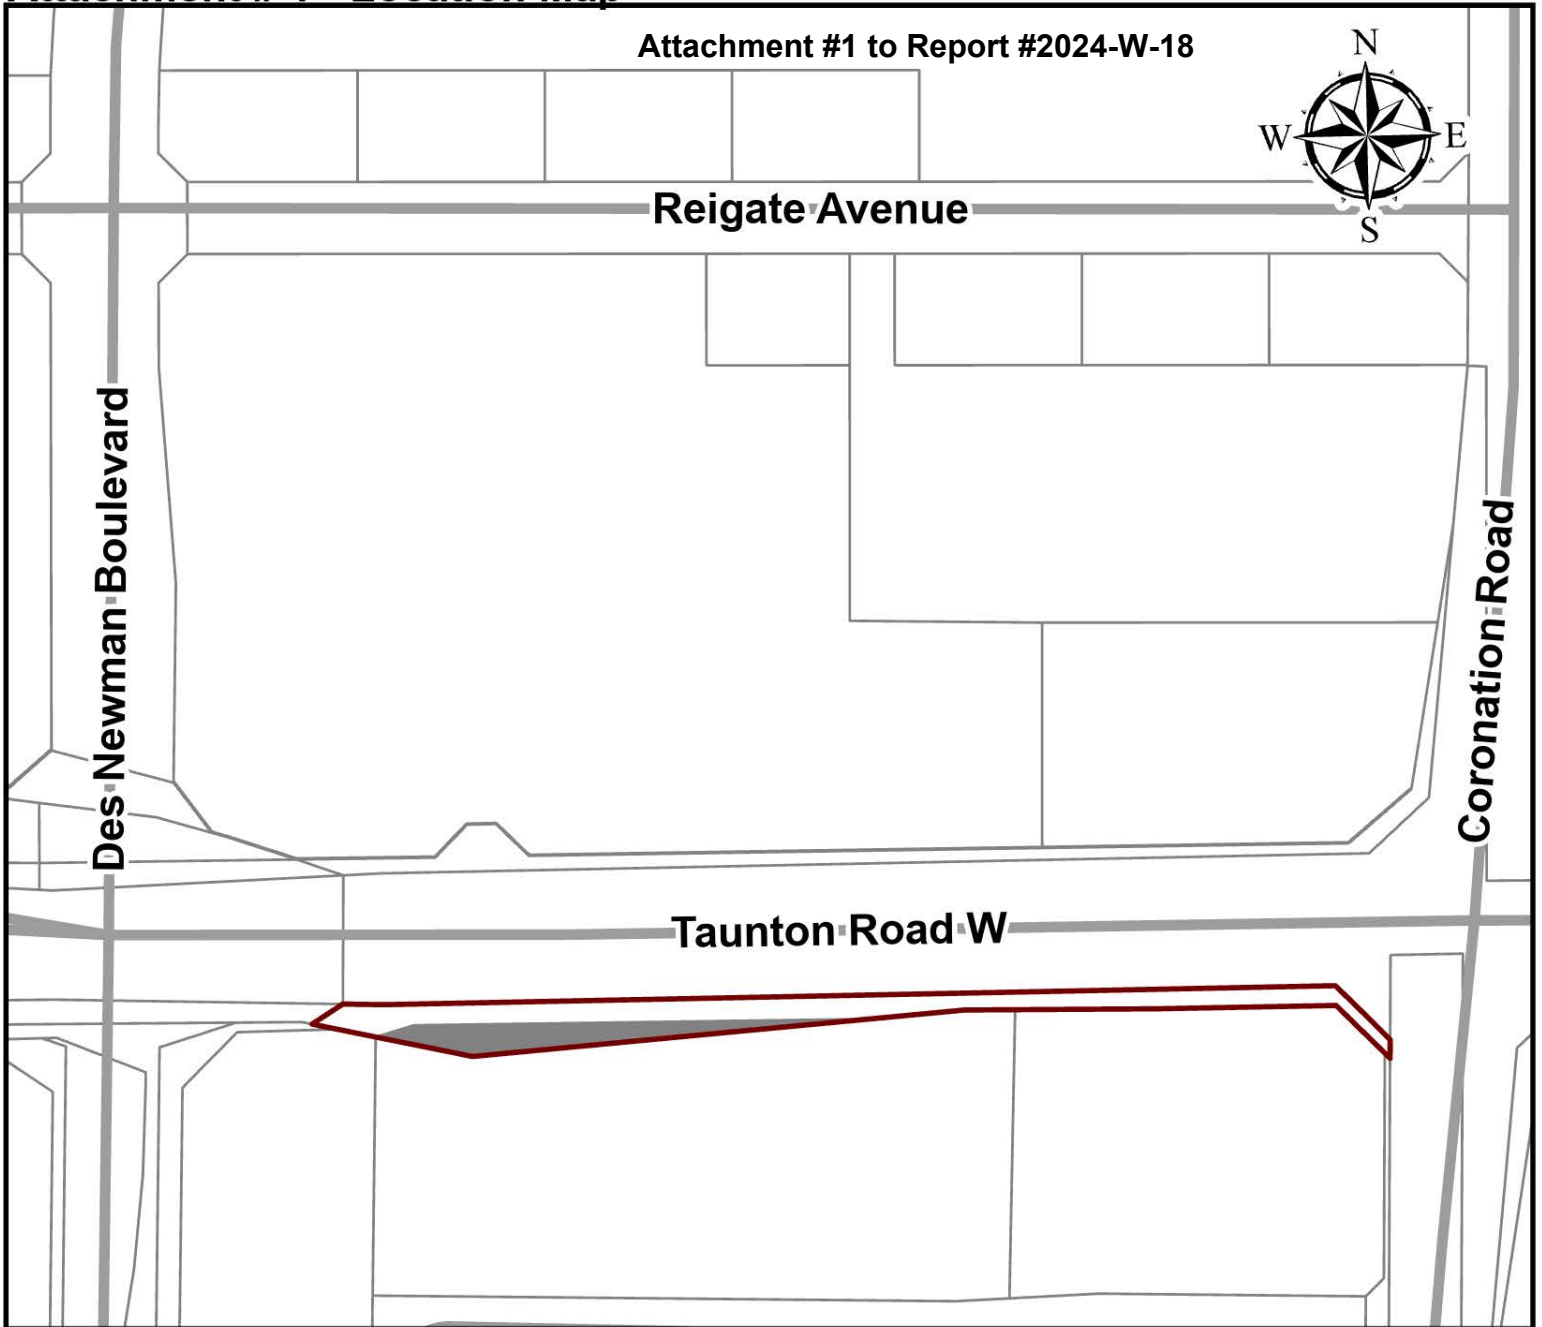 Attachment #1 to Report #2024-W-18
N
W
E
S
Reigate Avenue
Des Newman Boulevard
Coronation Road
Taunton Road W